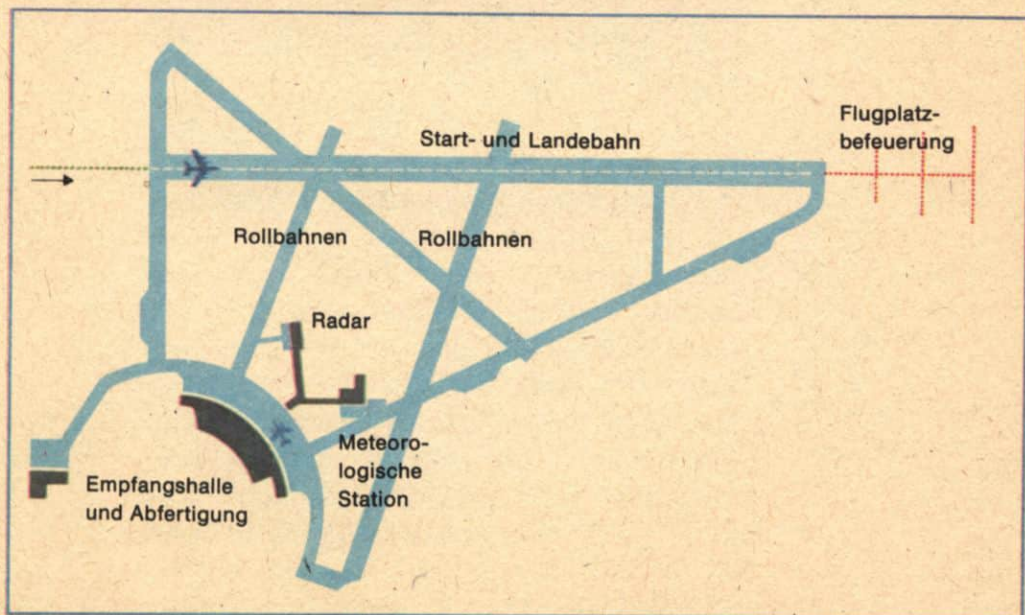 Flugplatz-
befeuerung
Start- und Landebahn
Rollbahnen
Rollbahnen
Radar
Meteoro-
logische
Station
Empfangshalle
und Abfertigung